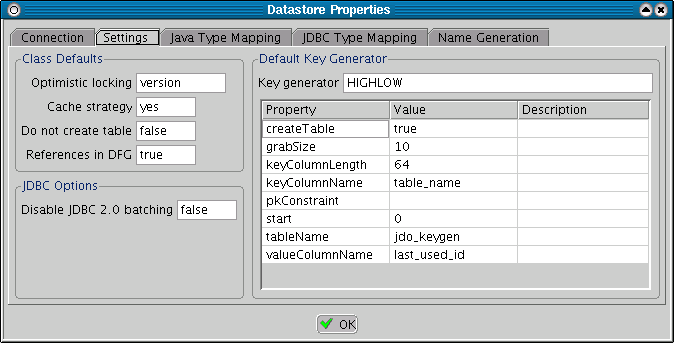 Datastore Properties
Connection Settings Java Type Mapping JDBC Type Mapping Name Generation
Class Defaults
Optimistic locking version
Cache strategy yes
Do not create table false
References in DFG true
JDBC Options
Disable JDBC 2.0 batching false
Default Key Generator
Key generator HIGHLOW
Property Value Description
createTable true
grabSize 10
keyColumnLength 64
keyColumnName table_name
pkConstraint
start 0
tableName jdo_keygen
valueColumnName last_used_id
OK